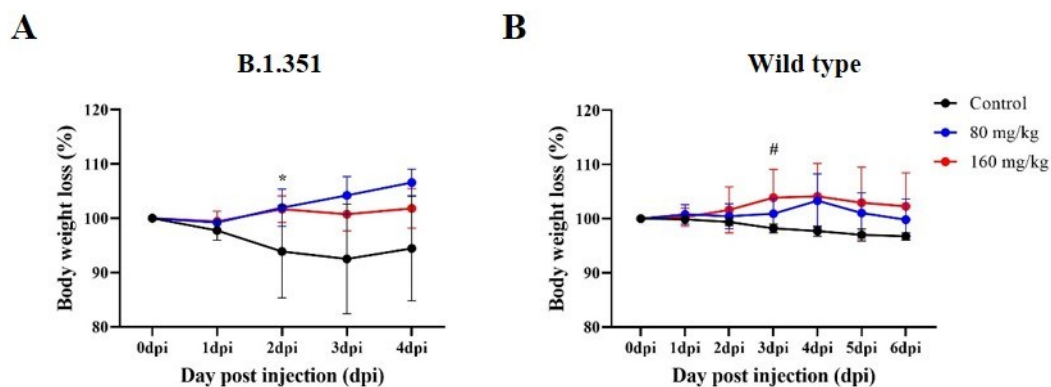 A
B.1.351
Body weight loss (%)
120
110
100
90
80
*
0dpi 1dpi 2dpi 3dpi 4dpi
Day post injection (dpi)
B
Wild type
Body weight loss (%)
120
110
100
90
80
#
0dpi 1dpi 2dpi 3dpi 4dpi 5dpi 6dpi
Day post injection (dpi)
Control
80 mg/kg
160 mg/kg